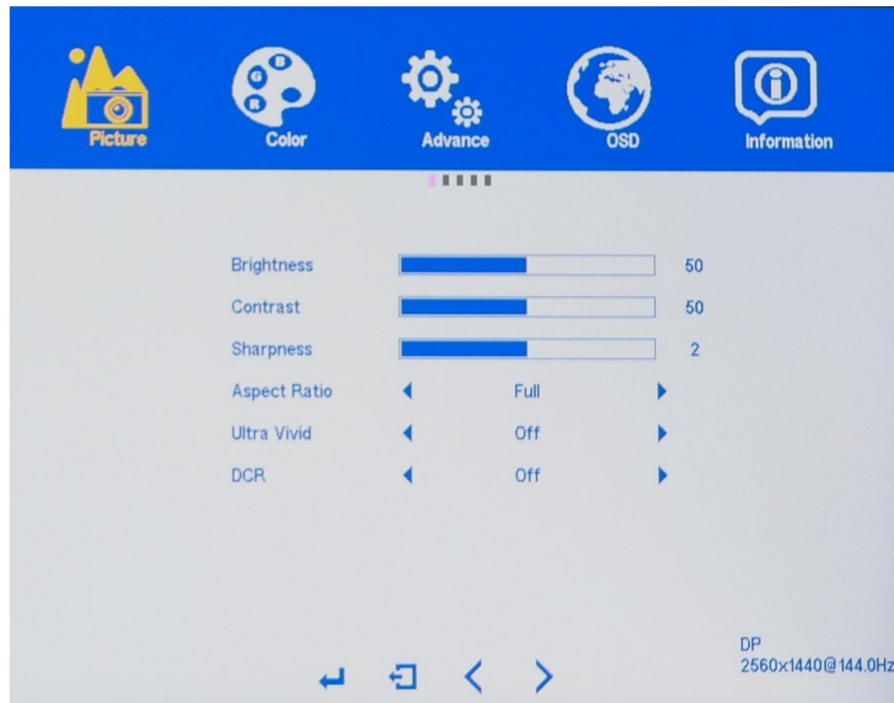 B
G
R
Picture
Color
Advance
OSD
Information
Brightness 50
Contrast 50
Sharpness 2
Aspect Ratio Full
Ultra Vivid Off
DCR Off
DP
2560x1440@144.0Hz